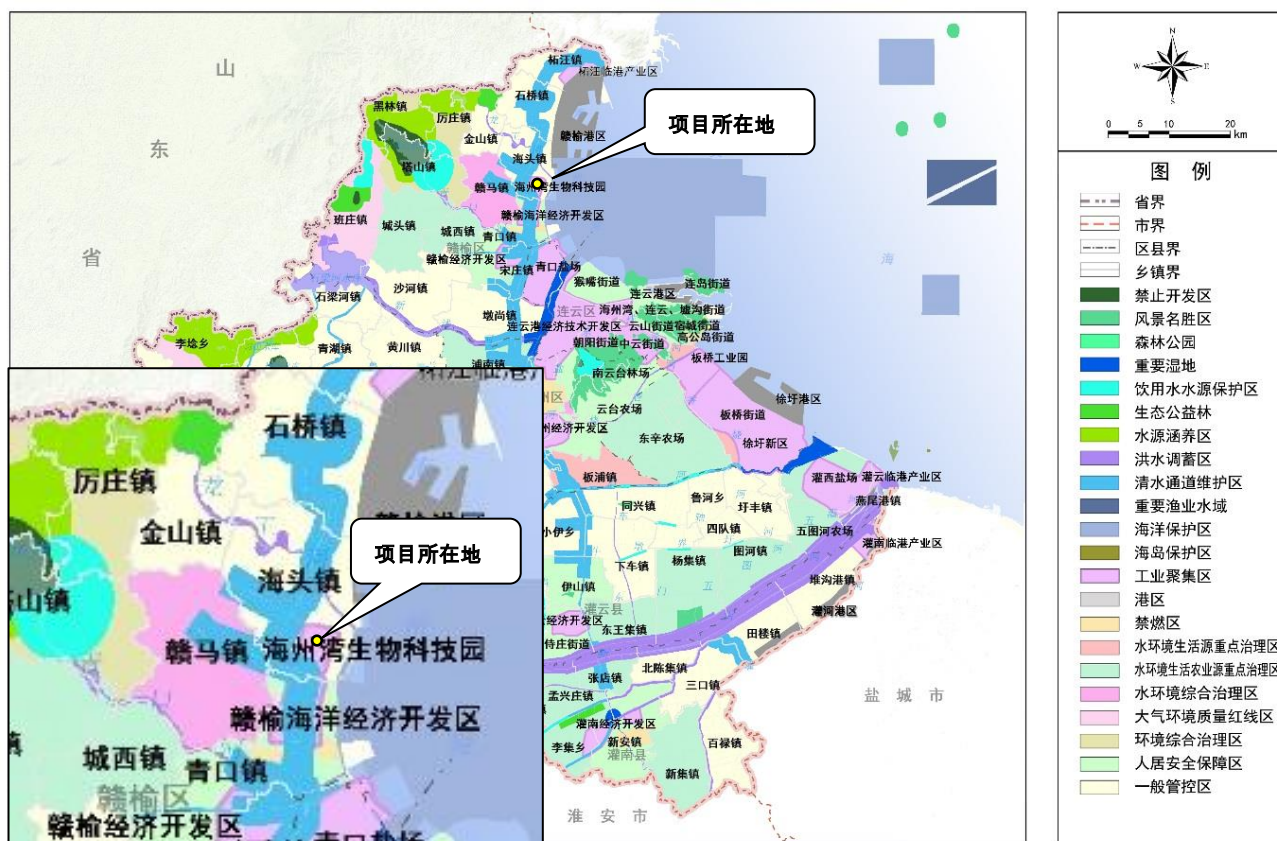 山
东
省
柘汪镇
柘汪临港产业区
石桥镇
黑林镇
厉庄镇
金山镇
赣榆港区
项目所在地
海头镇
塔山镇
赣马镇
海州湾生物科技园
班庄镇
城头镇
赣榆海洋经济开发区
城西镇
青口镇
赣榆区
赣榆经济开发区
宋庄镇
青口盐场
猴嘴街道
连岛街道
连云港区
石梁河镇
沙河镇
海州湾、连云、墟沟街道
连云区
墩尚镇
连云港经济技术开发区
云山街道
宿城街道
高公岛街道
朝阳街道
中云街道
李埝乡
青湖镇
黄川镇
浦南镇
板桥工业园
南云台林场
徐圩港区
云台农场
板桥街道
州经济开发区
东辛农场
徐圩新区
板浦镇
灌西盐场
灌云临港产业区
燕尾港镇
同兴镇
鲁河乡
圩丰镇
小伊乡
四队镇
五图河农场
灌南临港产业区
下车镇
杨集镇
图河镇
伊山镇
堆沟港镇
灌云县
灌河港区
经济开发区
东王集镇
侍庄街道
田楼镇
北陈集镇
张店镇
三口镇
孟兴庄镇
灌南经济开发区
李集乡
新安镇
灌南县
百禄镇
新集镇
海
盐城市
淮安市
石桥镇
厉庄镇
金山镇
项目所在地
海头镇
山镇
赣马镇
海州湾生物科技园
赣榆海洋经济开发区
城西镇
青口镇
赣榆区
赣榆经济开发区
青口盐场
N
W
E
S
0 5 10 20
km
图 例
省界
市界
区县界
乡镇界
禁止开发区
风景名胜区
森林公园
重要湿地
饮用水水源保护区
生态公益林
水源涵养区
洪水调蓄区
清水通道维护区
重要渔业水域
海洋保护区
海岛保护区
工业聚集区
港区
禁燃区
水环境生活源重点治理区
水环境生活农业源重点治理区
水环境综合治理区
大气环境质量红线区
环境综合治理区
人居安全保障区
一般管控区